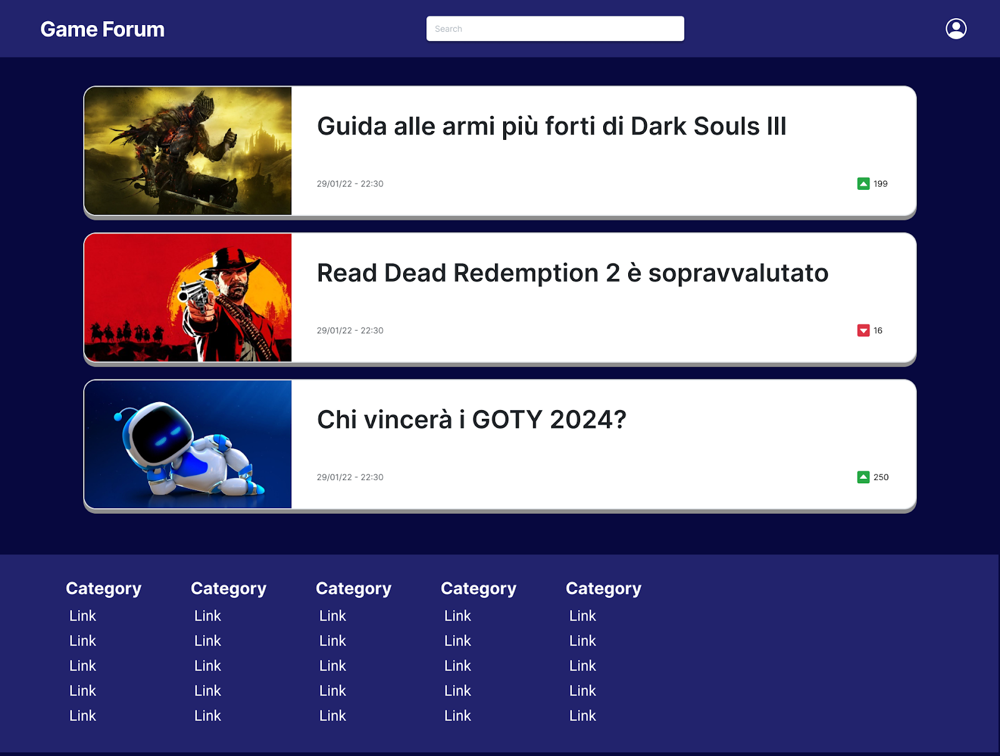 Game Forum
Search
Guida alle armi più forti di Dark Souls III
29/01/22 - 22:30
199
Read Dead Redemption 2 è sopravvalutato
29/01/22 - 22:30
16
Chi vincerà i GOTY 2024?
29/01/22 - 22:30
250
Category Category Category Category Category
Link Link Link Link Link
Link Link Link Link Link
Link Link Link Link Link
Link Link Link Link Link
Link Link Link Link Link